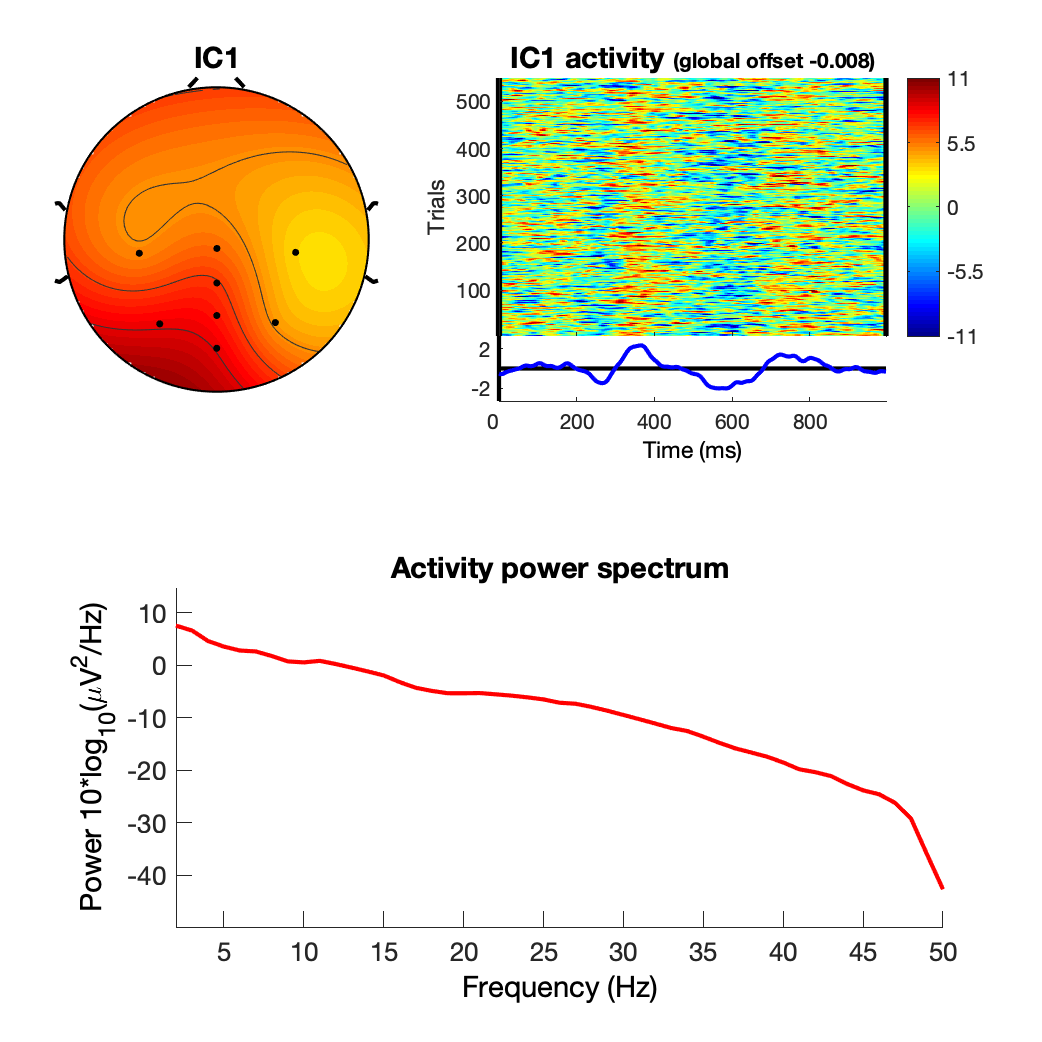 IC1
IC1 activity (global offset -0.008)
Trials
500
400
300
200
100
11
5.5
0
-5.5
-11
2
-2
0 200 400 600 800
Time (ms)
Activity power spectrum
Power 10*log10(μV2/Hz)
10
0
-10
-20
-30
-40
5 10 15 20 25 30 35 40 45 50
Frequency (Hz)